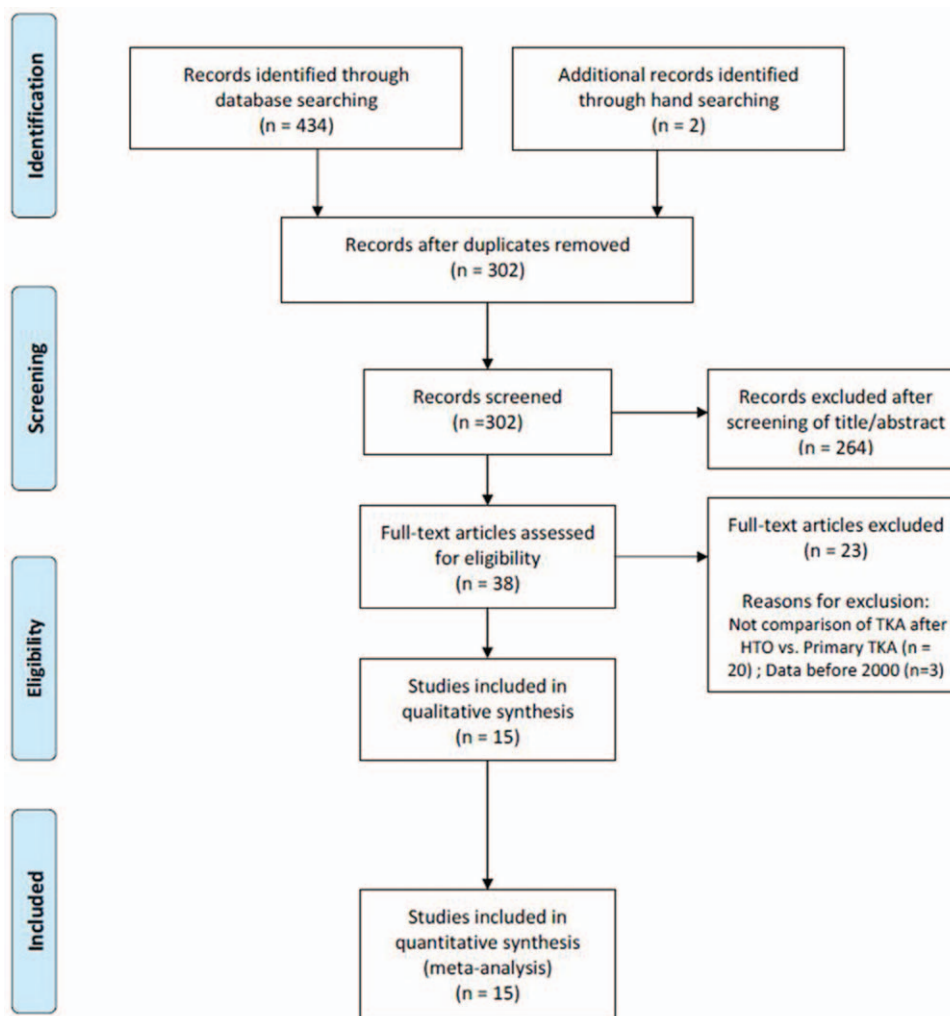 Identification
Records identified through
database searching
(n = 434)
Additional records identified
through hand searching
(n = 2)
Records after duplicates removed
(n = 302)
Screening
Records screened
(n =302)
Records excluded after
screening of title/abstract
(n = 264)
Eligibility
Full-text articles assessed
for eligibility
(n = 38)
Full-text articles excluded
(n = 23)
Reasons for exclusion:
Not comparison of TKA after
HTO vs. Primary TKA (n =
20) ; Data before 2000 (n=3)
Studies included in
qualitative synthesis
(n = 15)
Included
Studies included in
quantitative synthesis
(meta-analysis)
(n = 15)